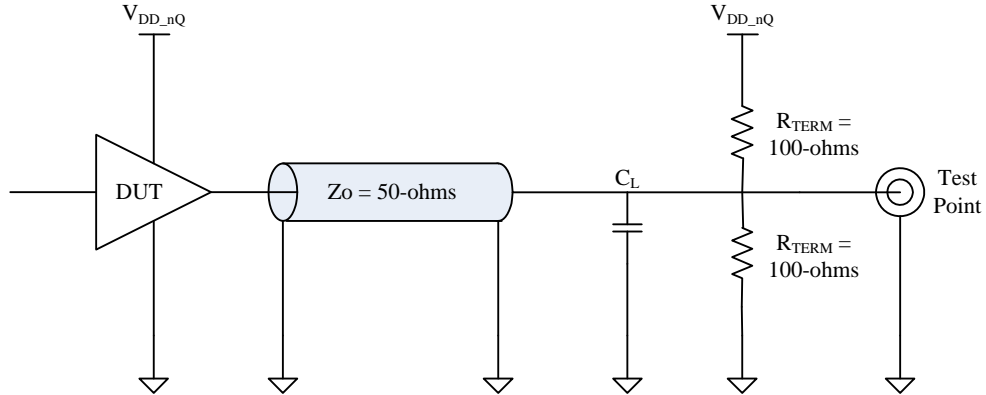 V_DD_nQ
V_DD_nQ
R_TERM =
100-ohms
DUT
Zo = 50-ohms
C_L
Test
Point
R_TERM =
100-ohms